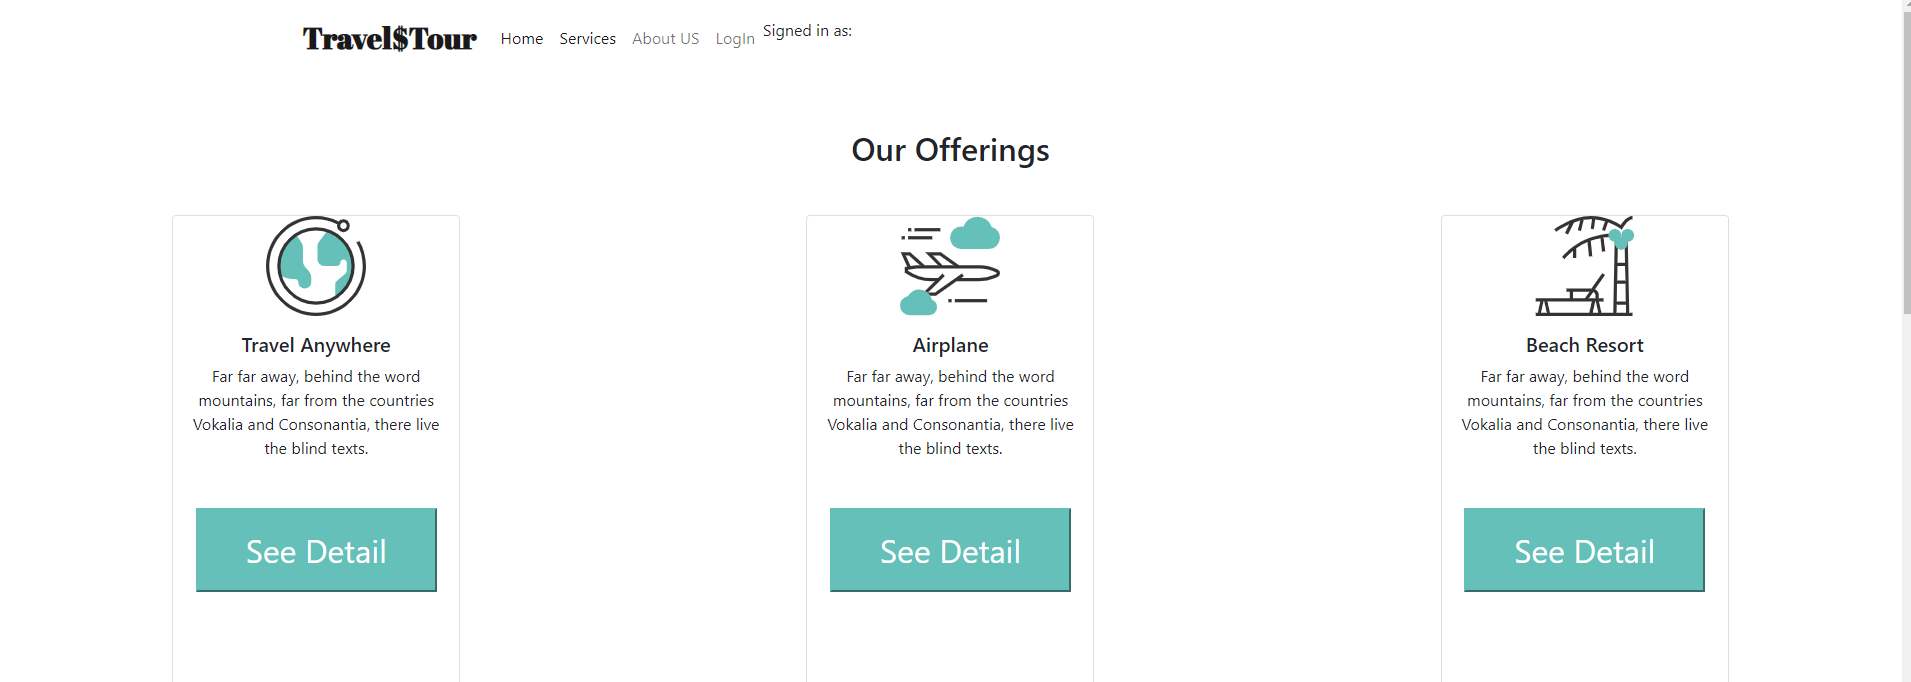 Travel$Tour Home Services About US LogIn Signed in as:
Our Offerings
Travel Anywhere
Far far away, behind the word
mountains, far from the countries
Vokalia and Consonantia, there live
the blind texts.
See Detail
Airplane
Far far away, behind the word
mountains, far from the countries
Vokalia and Consonantia, there live
the blind texts.
See Detail
Beach Resort
Far far away, behind the word
mountains, far from the countries
Vokalia and Consonantia, there live
the blind texts.
See Detail